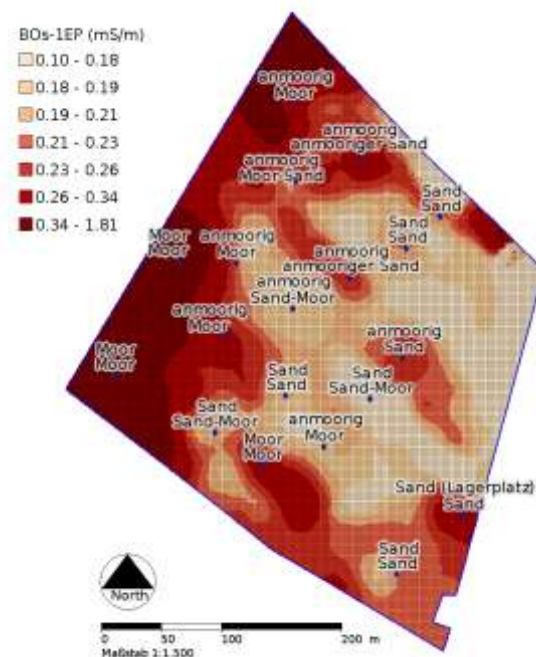 BOs-1EP (mS/m)
0.10 - 0.18
0.18 - 0.19
0.19 - 0.21
0.21 - 0.23
0.23 - 0.26
0.26 - 0.34
0.34 - 1.81
anmoorig
Moor
anmoorig
anmooriger Sand
anmoorig
Moor-Sand
Sand
Sand
Sand
Sand
Moor
Moor
anmoorig
Moor
anmoorig
anmooriger Sand
anmoorig
Sand-Moor
anmoorig
Moor
anmoorig
Sand
Moor
Moor
Sand
Sand
Sand
Sand-Moor
Sand
Sand-Moor
anmoorig
Moor
Moor
Moor
Sand (Lagerplatz)
Sand
Sand
Sand
North
0 50 100 200 m
Maßstab 1:1.500